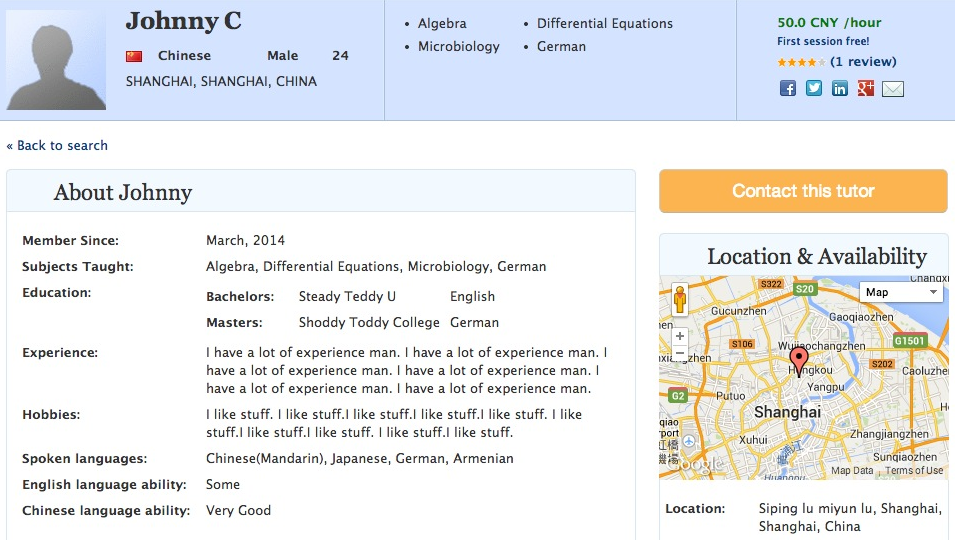 Johnny C
Chinese Male 24
SHANGHAI, SHANGHAI, CHINA
• Algebra
• Microbiology
• Differential Equations
• German
50.0 CNY /hour
First session free!
(1 review)
« Back to search
About Johnny
Member Since: March, 2014
Subjects Taught: Algebra, Differential Equations, Microbiology, German
Education: Bachelors: Steady Teddy U English
Masters: Shoddy Toddy College German
Experience: I have a lot of experience man. I have a lot of experience man. I
have a lot of experience man. I have a lot of experience man. I
have a lot of experience man. I have a lot of experience man.
Hobbies: I like stuff. I like stuff.I like stuff.I like stuff.I like stuff. I like
stuff.I like stuff.I like stuff. I like stuff.I like stuff.
Spoken languages: Chinese(Mandarin), Japanese, German, Armenian
English language ability: Some
Chinese language ability: Very Good
Contact this tutor
Location & Availability
S322
S20
Map
Gucunzhen
Gaoqiaozhen
G1501
S106
Wujiaochangzhen
S202
Hongkou
Caoluzhen
Yangpu
G2
Putuo
Shanghai
Zhangjiangzhen
Xuhui
Sunqiaozhen
Map Data
Terms of Use
Location: Siping lu miyun lu, Shanghai,
Shanghai, China